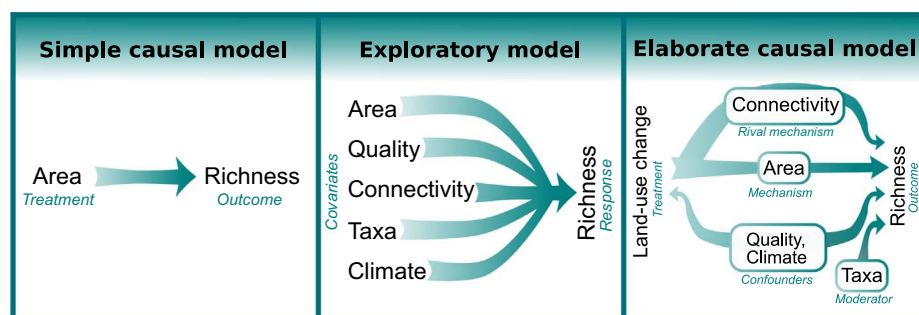 Simple causal model
Area
Treatment
Richness
Outcome
Exploratory model
Covariates
Area
Quality
Connectivity
Taxa
Climate
Richness
Response
Elaborate causal model
Land-use change
Treatment
Connectivity
Rival mechanism
Area
Mechanism
Quality,
Climate
Confounders
Taxa
Moderator
Richness
Outcome